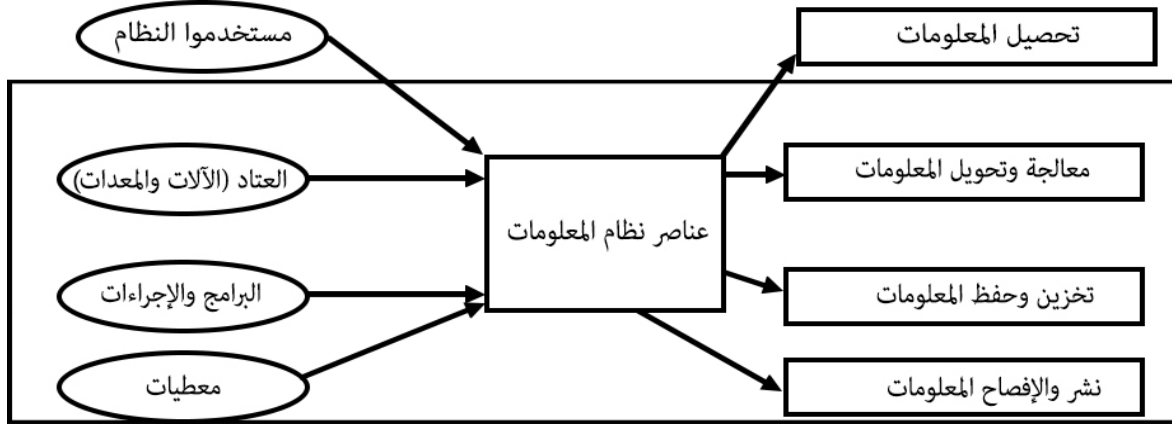 مستخدموا النظام
تحصيل المعلومات
العتاد (الآلات والمعدات)
معالجة وتحويل المعلومات
عناصر نظام المعلومات
البرامج والإجراءات
تخزين وحفظ المعلومات
معطيات
نشر والإفصاح المعلومات